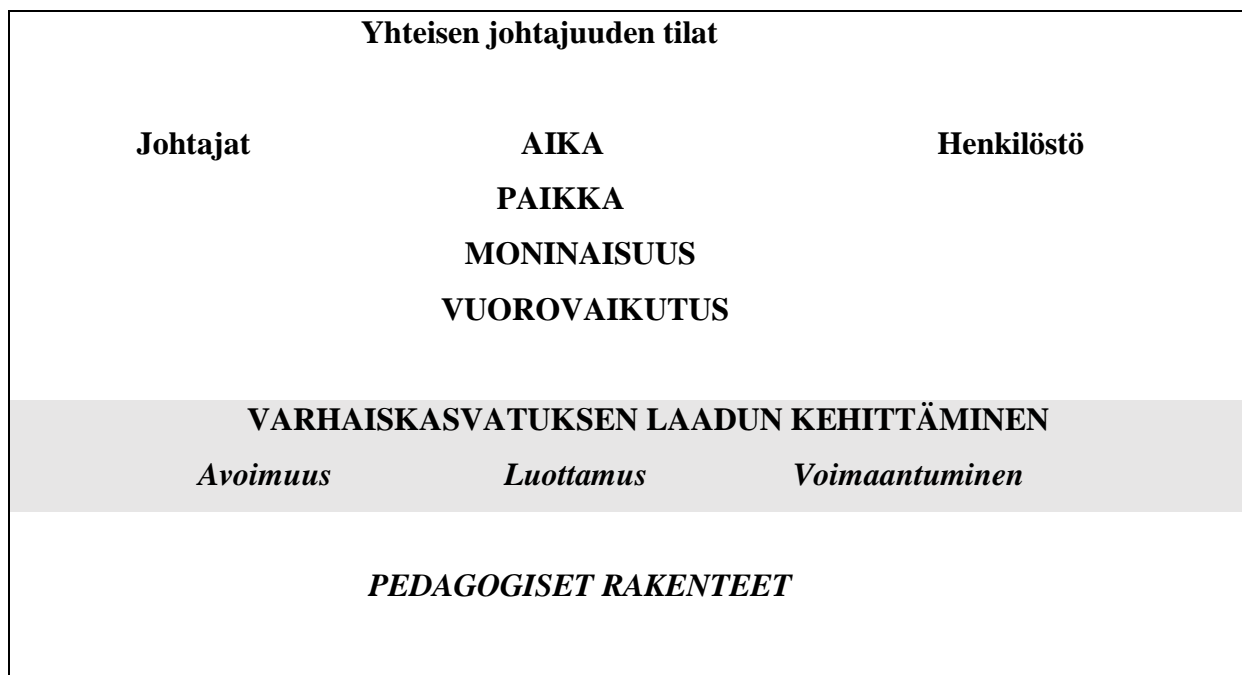 Yhteisen johtajuuden tilat
Johtajat AIKA Henkilöstö
PAIKKA
MONINAISUUS
VUOROVAIKUTUS
VARHAISKASVATUKSEN LAADUN KEHITTÄMINEN
Avoimuus Luottamus Voimaantuminen
PEDAGOGISET RAKENTEET